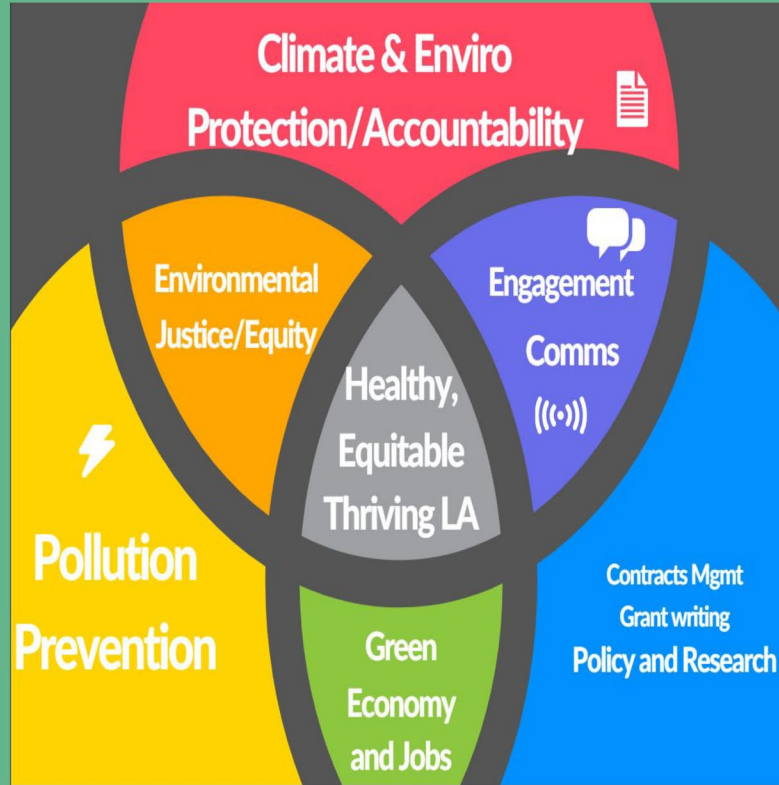 Climate & Enviro
Protection/Accountability
Environmental
Justice/Equity
Engagement
Comms
Healthy,
Equitable
Thriving LA
Pollution
Prevention
Contracts Mgmt
Grant writing
Policy and Research
Green
Economy
and Jobs